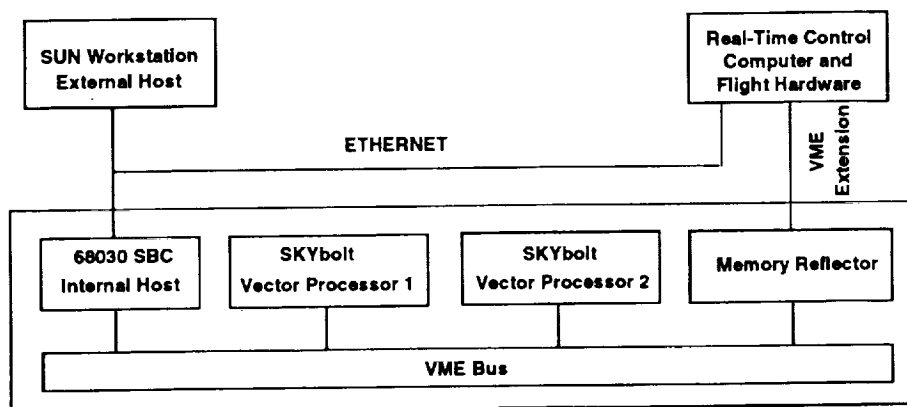 SUN Workstation
External Host
Real-Time Control
Computer and
Flight Hardware
ETHERNET
VME
Extension
68030 SBC
Internal Host
SKYbolt
Vector Processor 1
SKYbolt
Vector Processor 2
Memory Reflector
VME Bus